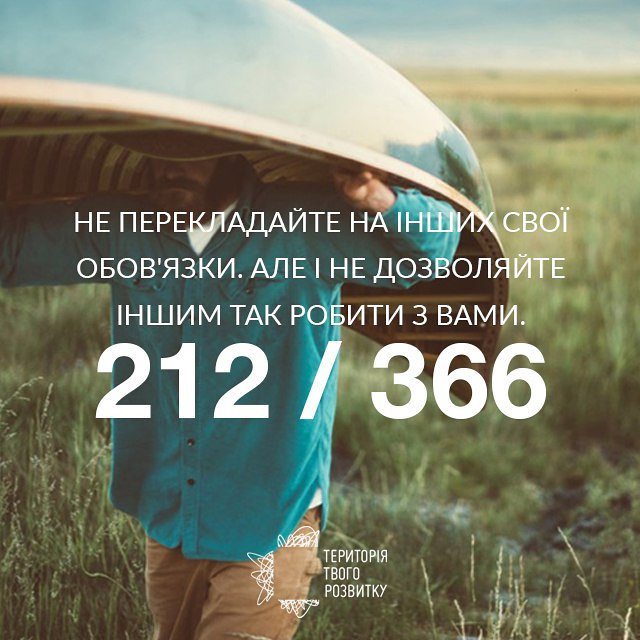 НЕ ПЕРЕКЛАДАЙТЕ НА ІНШИХ СВОЇ
ОБОВ'ЯЗКИ. АЛЕ І НЕ ДОЗВОЛЯЙТЕ
ІНШИМ ТАК РОБИТИ З ВАМИ.
212 / 366
ТЕРИТОРІЯ
ТВОГО
РОЗВИТКУ